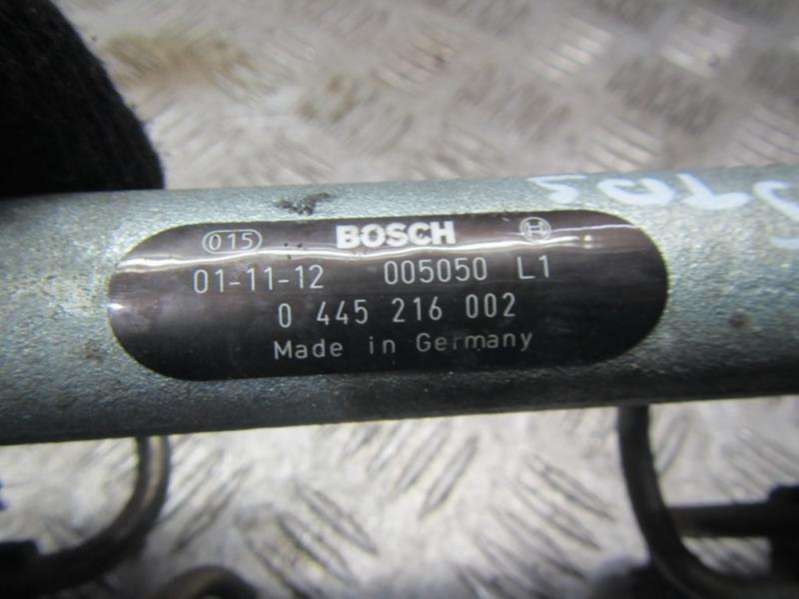 015 BOSCH
01-11-12 005050 L1
0 445 216 002
Made in Germany